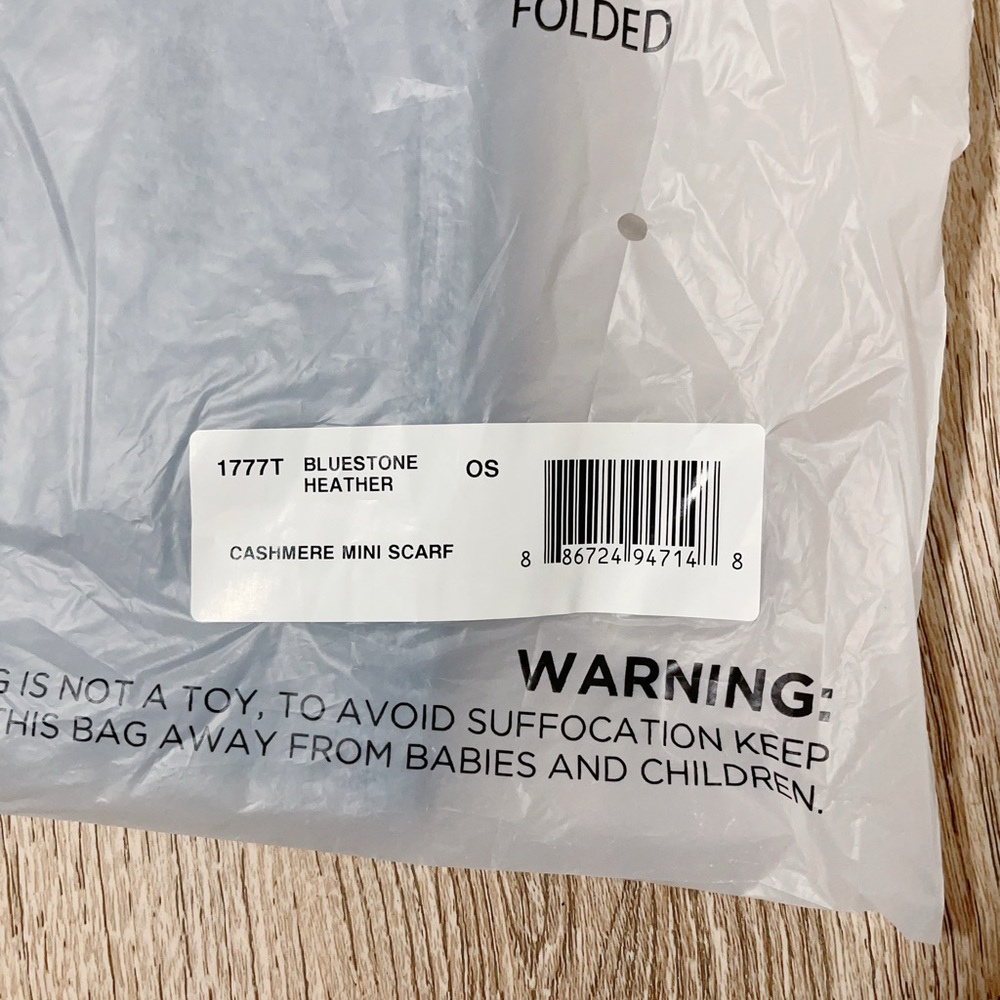 FOLDED
1777T BLUESTONE OS
HEATHER
CASHMERE MINI SCARF
8 86724 94714 8
WARNING:
IS NOT A TOY, TO AVOID SUFFOCATION KEEP
THIS BAG AWAY FROM BABIES AND CHILDREN.